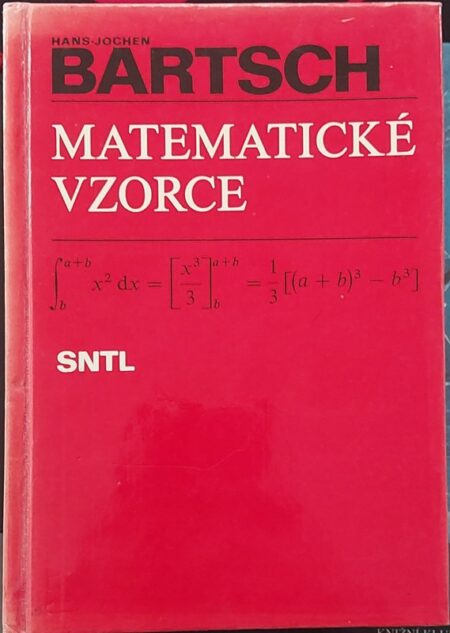 HANS-JOCHEN
BARTSCH
MATEMATICKÉ
VZORCE
∫_b^{a+b} x² dx = [x³/3]_b^{a+b} = 1/3 [(a + b)³ − b³]
SNTL